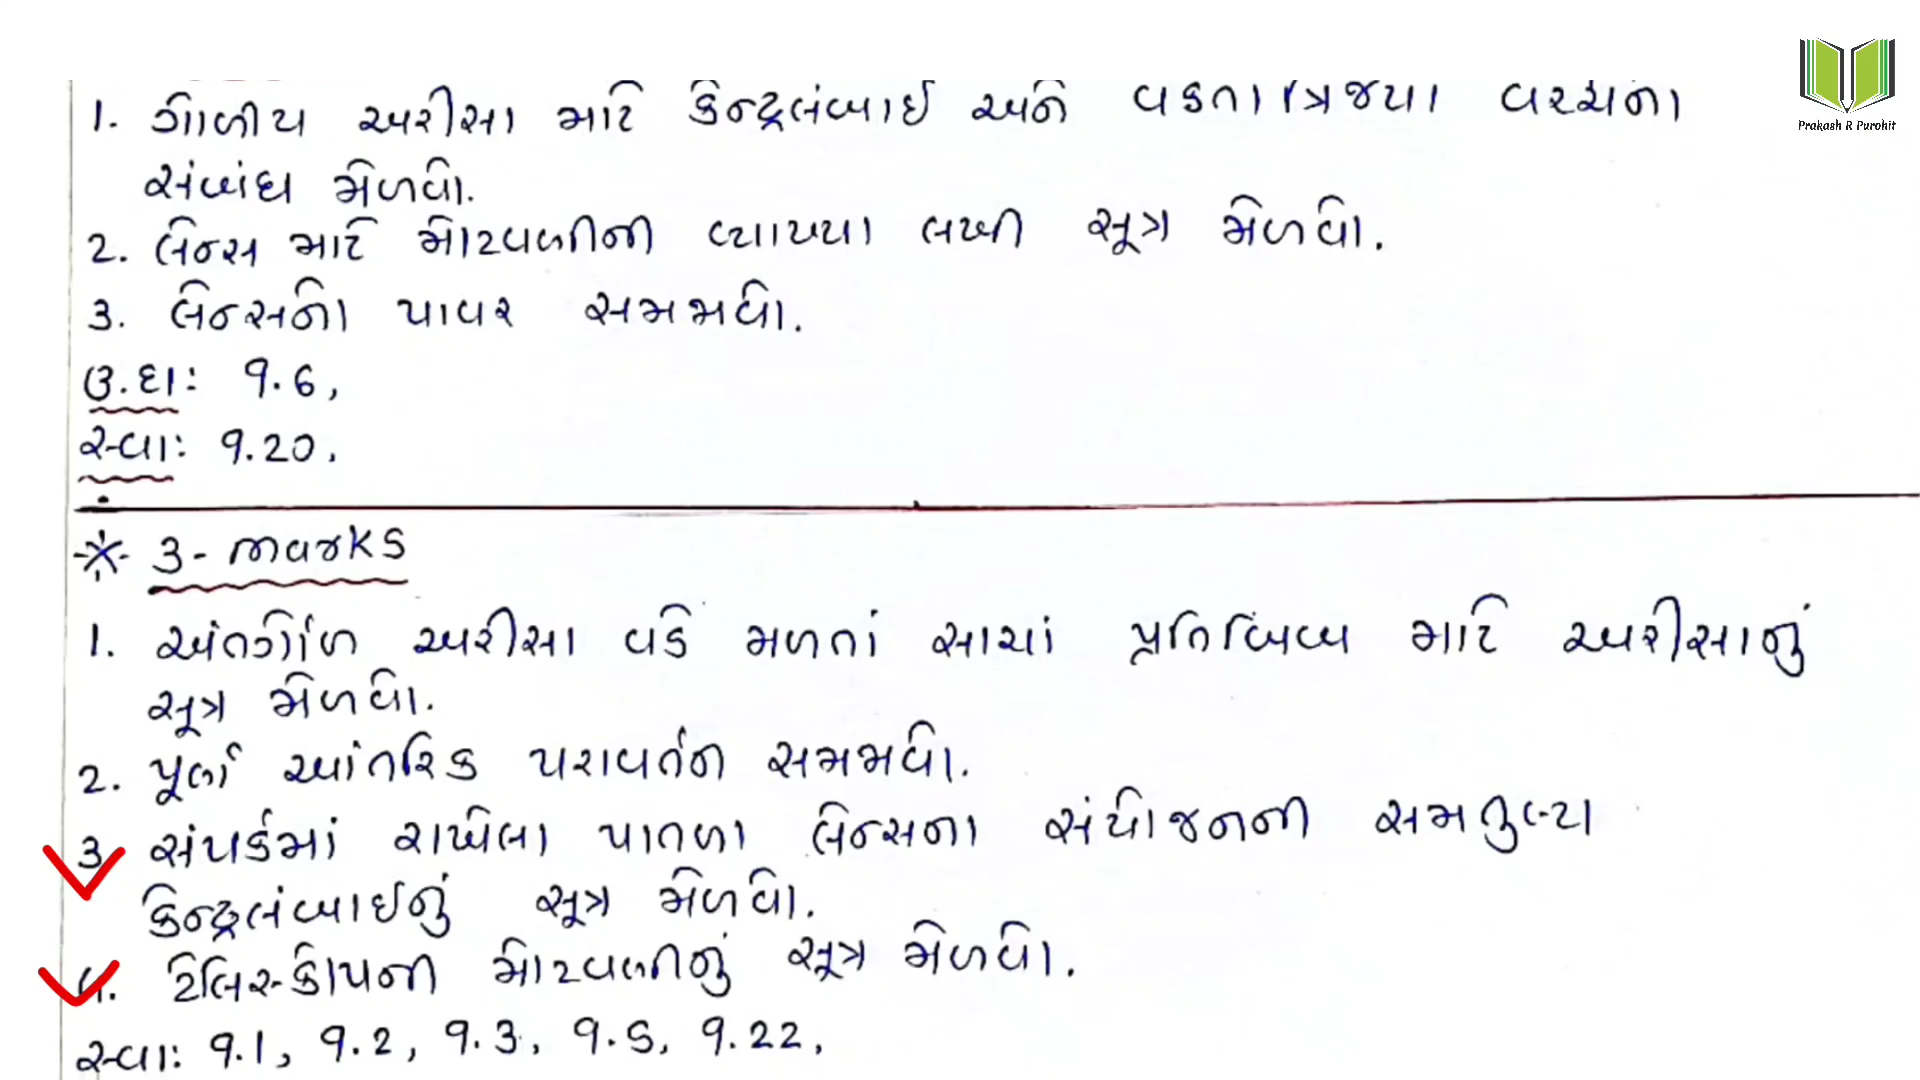 Prakash R Purohit
1. ગોળીય અરીસા માટે કેન્દ્રલંબાઈ અને વક્રતાત્રિજ્યા વચ્ચેના
સંબંધ મેળવો.
2. લેન્સ માટે મોટવણીની વ્યાખ્યા લખી સૂત્ર મેળવો.
3. લેન્સનો પાવર સમજાવો.
ઉ.દા: 9.6,
સ્વા: 9.20.
* 3-marks
1. અંતર્ગોળ અરીસા વડે મળતાં સાચાં પ્રતિબિંબ માટે અરીસાનું
સૂત્ર મેળવો.
2. પૂર્ણ આંતરિક પરાવર્તન સમજાવો.
3. સંપર્કમાં રાખેલા પાતળા લેન્સના સંયોજનની સમતુલ્ય
કેન્દ્રલંબાઈનું સૂત્ર મેળવો.
4. ટેલિસ્કોપની મોટવણીનું સૂત્ર મેળવો.
સ્વા: 9.1, 9.2, 9.3, 9.5, 9.22,